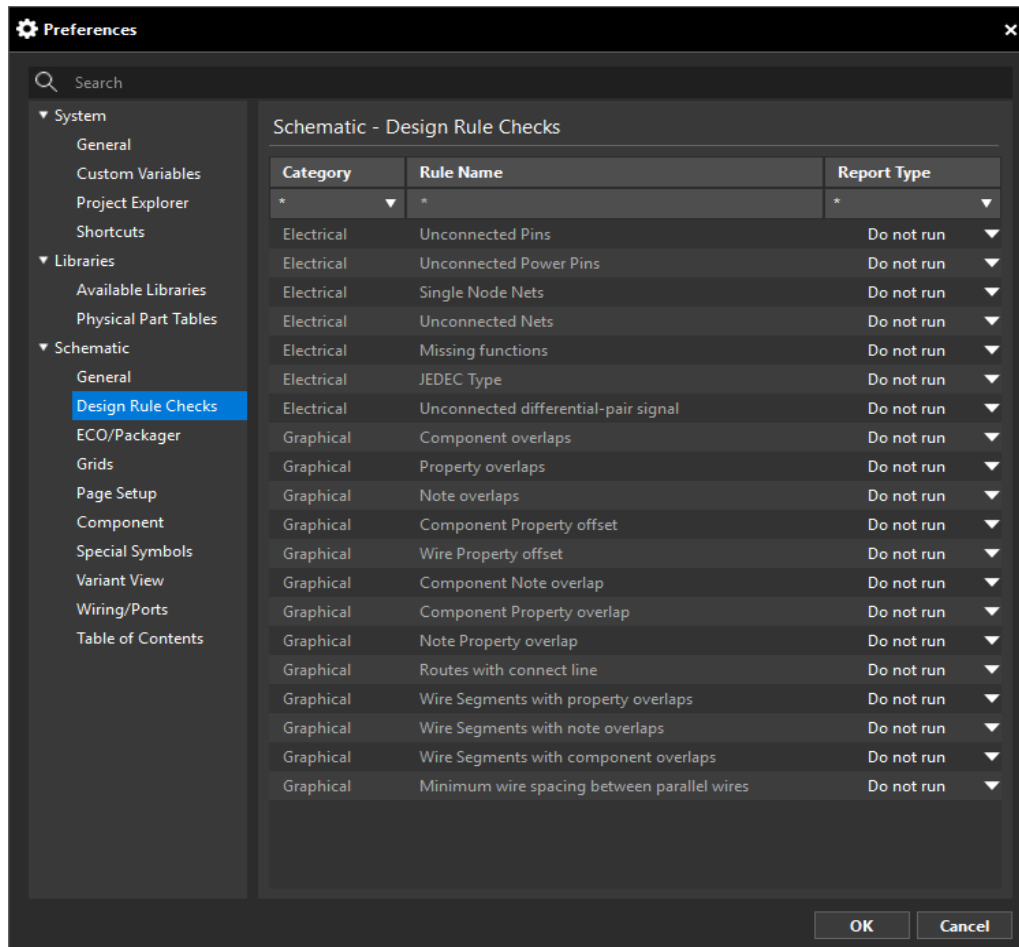 Preferences
Search
System
General
Custom Variables
Project Explorer
Shortcuts
Libraries
Available Libraries
Physical Part Tables
Schematic
General
Design Rule Checks
ECO/Packager
Grids
Page Setup
Component
Special Symbols
Variant View
Wiring/Ports
Table of Contents
Schematic - Design Rule Checks
Category Rule Name Report Type
* * *
Electrical Unconnected Pins Do not run
Electrical Unconnected Power Pins Do not run
Electrical Single Node Nets Do not run
Electrical Unconnected Nets Do not run
Electrical Missing functions Do not run
Electrical JEDEC Type Do not run
Electrical Unconnected differential-pair signal Do not run
Graphical Component overlaps Do not run
Graphical Property overlaps Do not run
Graphical Note overlaps Do not run
Graphical Component Property offset Do not run
Graphical Wire Property offset Do not run
Graphical Component Note overlap Do not run
Graphical Component Property overlap Do not run
Graphical Note Property overlap Do not run
Graphical Routes with connect line Do not run
Graphical Wire Segments with property overlaps Do not run
Graphical Wire Segments with note overlaps Do not run
Graphical Wire Segments with component overlaps Do not run
Graphical Minimum wire spacing between parallel wires Do not run
OK Cancel